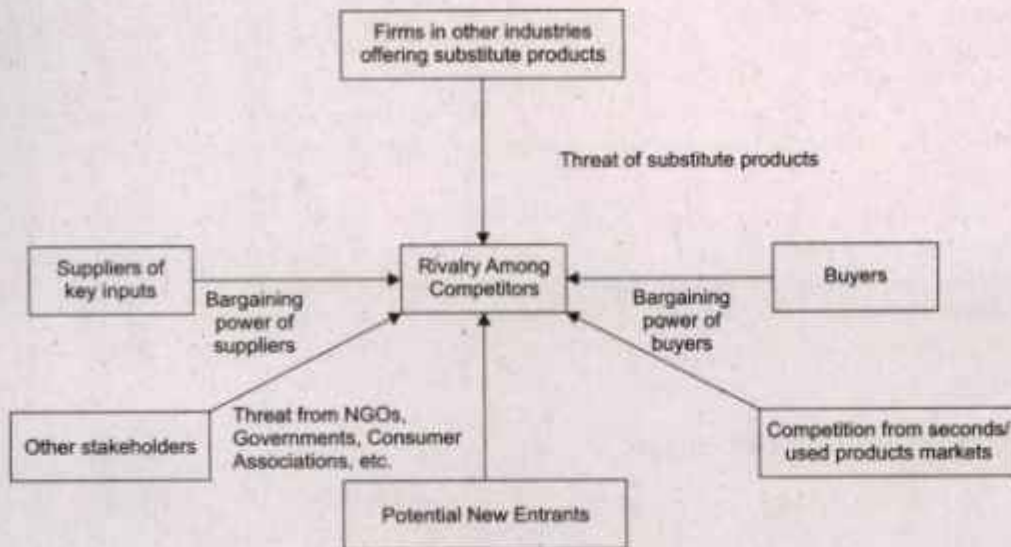 Firms in other industries
offering substitute products
Threat of substitute products
Suppliers of
key inputs
Bargaining
power of
suppliers
Rivalry Among
Competitors
Bargaining
power of
buyers
Buyers
Other stakeholders
Threat from NGOs,
Governments, Consumer
Associations, etc.
Competition from seconds/
used products markets
Potential New Entrants